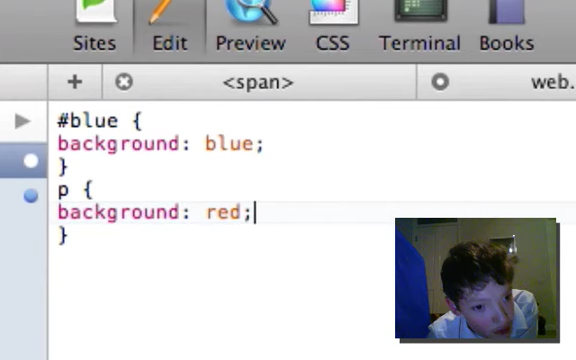 Sites Edit Preview CSS Terminal Books
<span> web.
#blue {
background: blue;
}
p {
background: red;
}